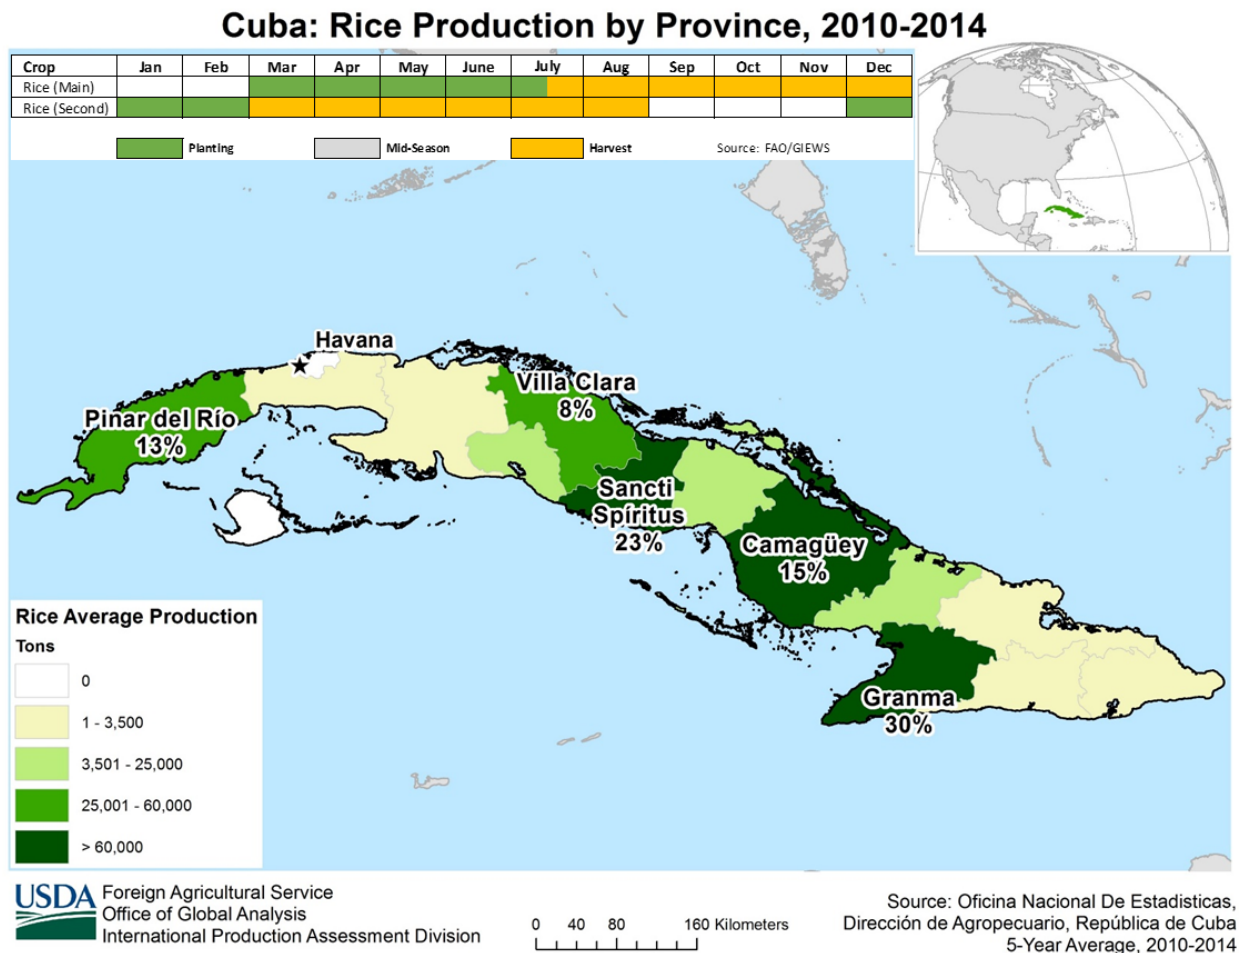 Cuba: Rice Production by Province, 2010-2014
Crop Jan Feb Mar Apr May June July Aug Sep Oct Nov Dec
Rice (Main)
Rice (Second)
Planting Mid-Season Harvest Source: FAO/GIEWS
Havana
Villa Clara
8%
Pinar del Río
13%
Sancti
Spíritus
23%
Camagüey
15%
Granma
30%
Rice Average Production
Tons
0
1 - 3,500
3,501 - 25,000
25,001 - 60,000
> 60,000
USDA
Foreign Agricultural Service
Office of Global Analysis
International Production Assessment Division
0 40 80 160 Kilometers
Source: Oficina Nacional De Estadisticas,
Dirección de Agropecuario, República de Cuba
5-Year Average, 2010-2014